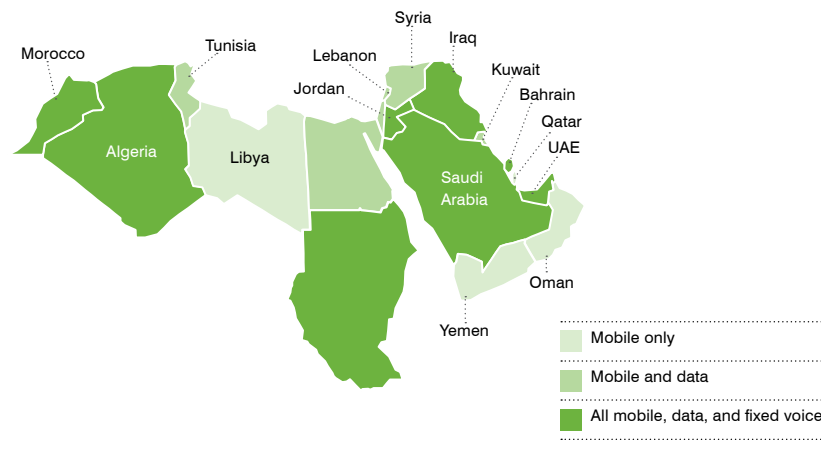 Syria
Iraq
Morocco
Tunisia
Lebanon
Kuwait
Jordan
Bahrain
Qatar
UAE
Algeria
Libya
Saudi
Arabia
Oman
Yemen
Mobile only
Mobile and data
All mobile, data, and fixed voice